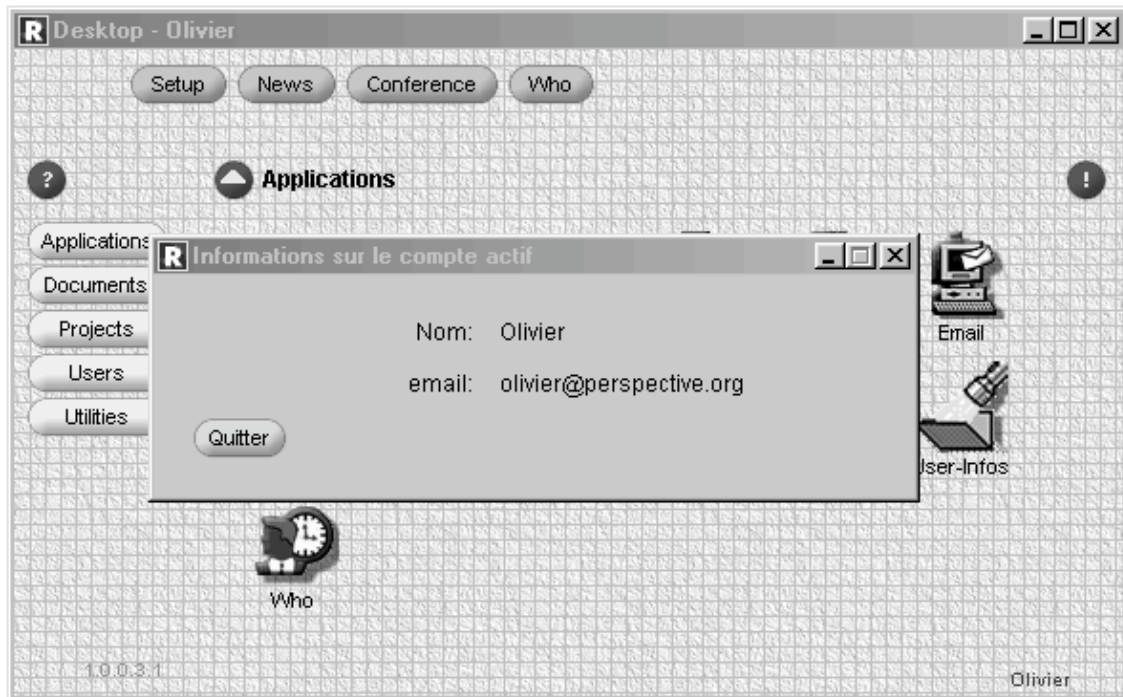 R Desktop - Olivier
Setup News Conference Who
? Applications !
Applications
Documents
Projects
Users
Utilities
R Informations sur le compte actif
Nom: Olivier
email: olivier@perspective.org
Quitter
Email
User-Infos
Who
1.0.0.3.1
Olivier